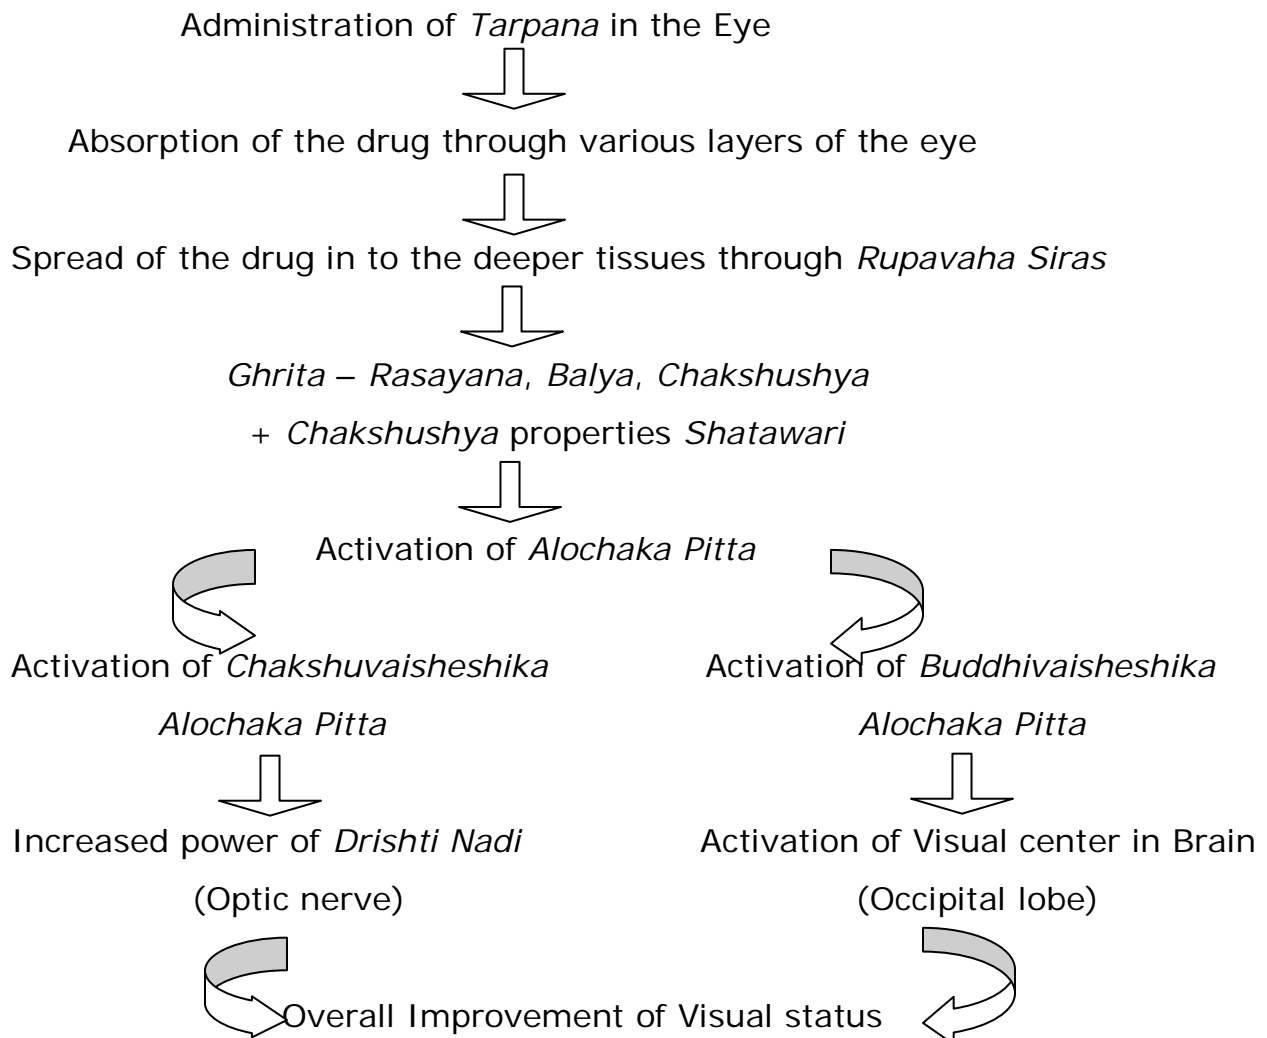 Administration of Tarpana in the Eye
Absorption of the drug through various layers of the eye
Spread of the drug in to the deeper tissues through Rupavaha Siras
Ghrita – Rasayana, Balya, Chakshushya
+ Chakshushya properties Shatawari
Activation of Alochaka Pitta
Activation of Chakshuvaisheshika
Alochaka Pitta
Activation of Buddhivaisheshika
Alochaka Pitta
Increased power of Drishti Nadi
(Optic nerve)
Activation of Visual center in Brain
(Occipital lobe)
Overall Improvement of Visual status